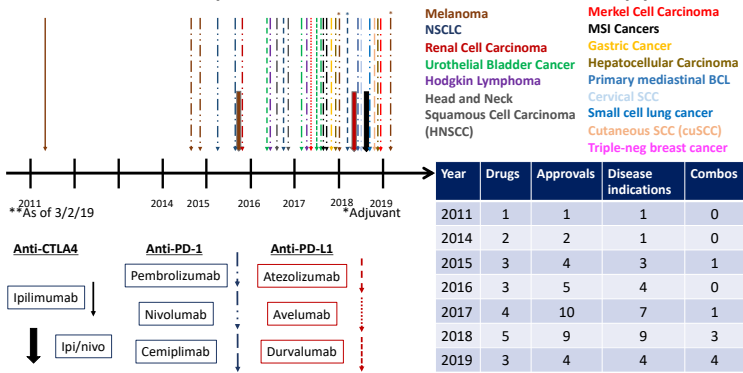 Melanoma
NSCLC
Renal Cell Carcinoma
Urothelial Bladder Cancer
Hodgkin Lymphoma
Head and Neck
Squamous Cell Carcinoma
(HNSCC)
Merkel Cell Carcinoma
MSI Cancers
Gastric Cancer
Hepatocellular Carcinoma
Primary mediastinal BCL
Cervical SCC
Small cell lung cancer
Cutaneous SCC (cuSCC)
Triple-neg breast cancer
* * *
2011 2014 2015 2016 2017 2018 2019
**As of 3/2/19 *Adjuvant
Anti-CTLA4
Ipilimumab
Ipi/nivo
Anti-PD-1
Pembrolizumab
Nivolumab
Cemiplimab
Anti-PD-L1
Atezolizumab
Avelumab
Durvalumab
Year Drugs Approvals Disease indications Combos
2011 1 1 1 0
2014 2 2 1 0
2015 3 4 3 1
2016 3 5 4 0
2017 4 10 7 1
2018 5 9 9 3
2019 3 4 4 4